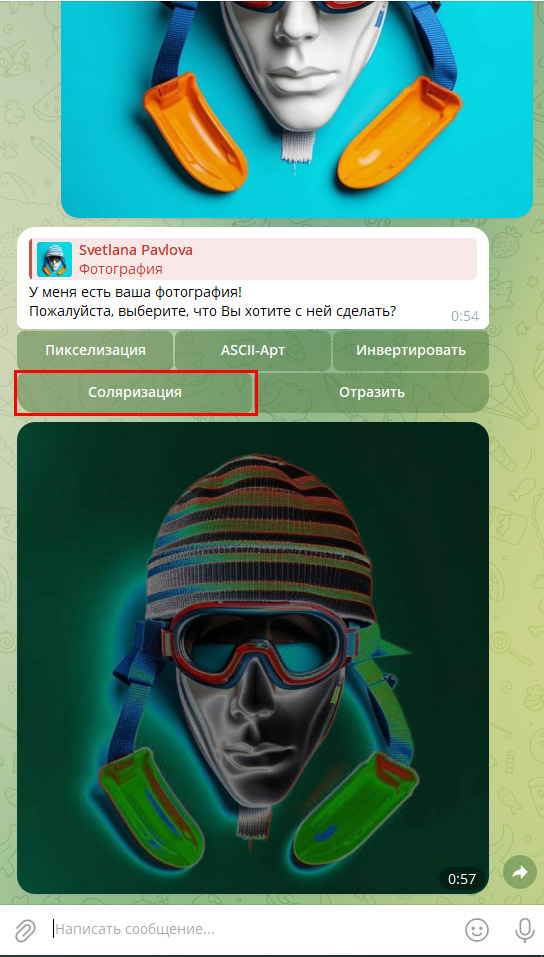 Svetlana Pavlova
Фотография
У меня есть ваша фотография!
Пожалуйста, выберите, что Вы хотите с ней сделать?
0:54
Пикселизация
ASCII-Арт
Инвертировать
Соляризация
Отразить
0:57
Написать сообщение...